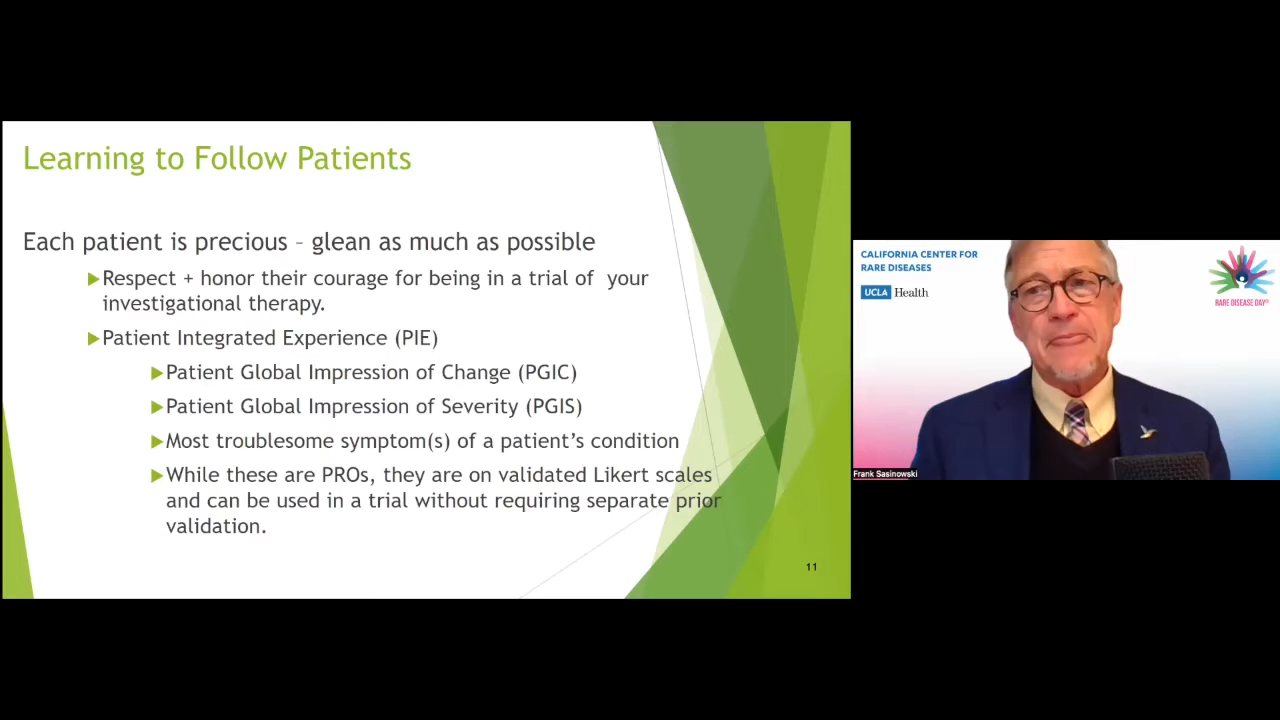 Learning to Follow Patients
Each patient is precious – glean as much as possible
Respect + honor their courage for being in a trial of your
investigational therapy.
Patient Integrated Experience (PIE)
Patient Global Impression of Change (PGIC)
Patient Global Impression of Severity (PGIS)
Most troublesome symptom(s) of a patient's condition
While these are PROs, they are on validated Likert scales
and can be used in a trial without requiring separate prior
validation.
11
CALIFORNIA CENTER FOR
RARE DISEASES
UCLA Health
RARE DISEASE DAY®
Frank Sasinowski